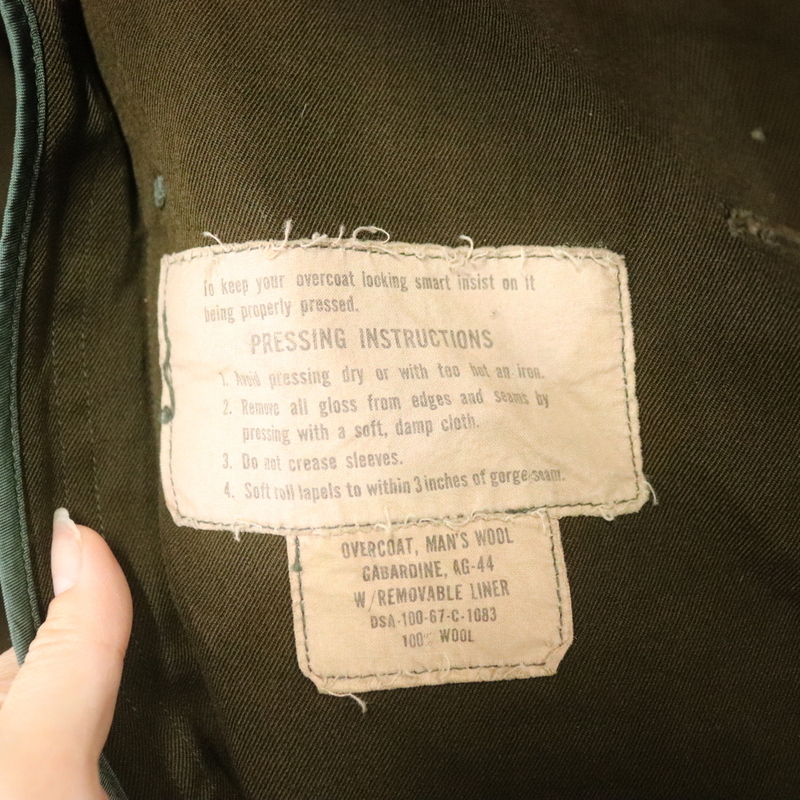 To keep your overcoat looking smart insist on it
being properly pressed.
PRESSING INSTRUCTIONS
1. Avoid pressing dry or with too hot an iron.
2. Remove all gloss from edges and seams by
pressing with a soft, damp cloth.
3. Do not crease sleeves.
4. Soft roll lapels to within 3 inches of gorge seam.
OVERCOAT, MAN'S WOOL
GABARDINE, AG-44
W/REMOVABLE LINER
DSA-100-67-C-1083
100% WOOL